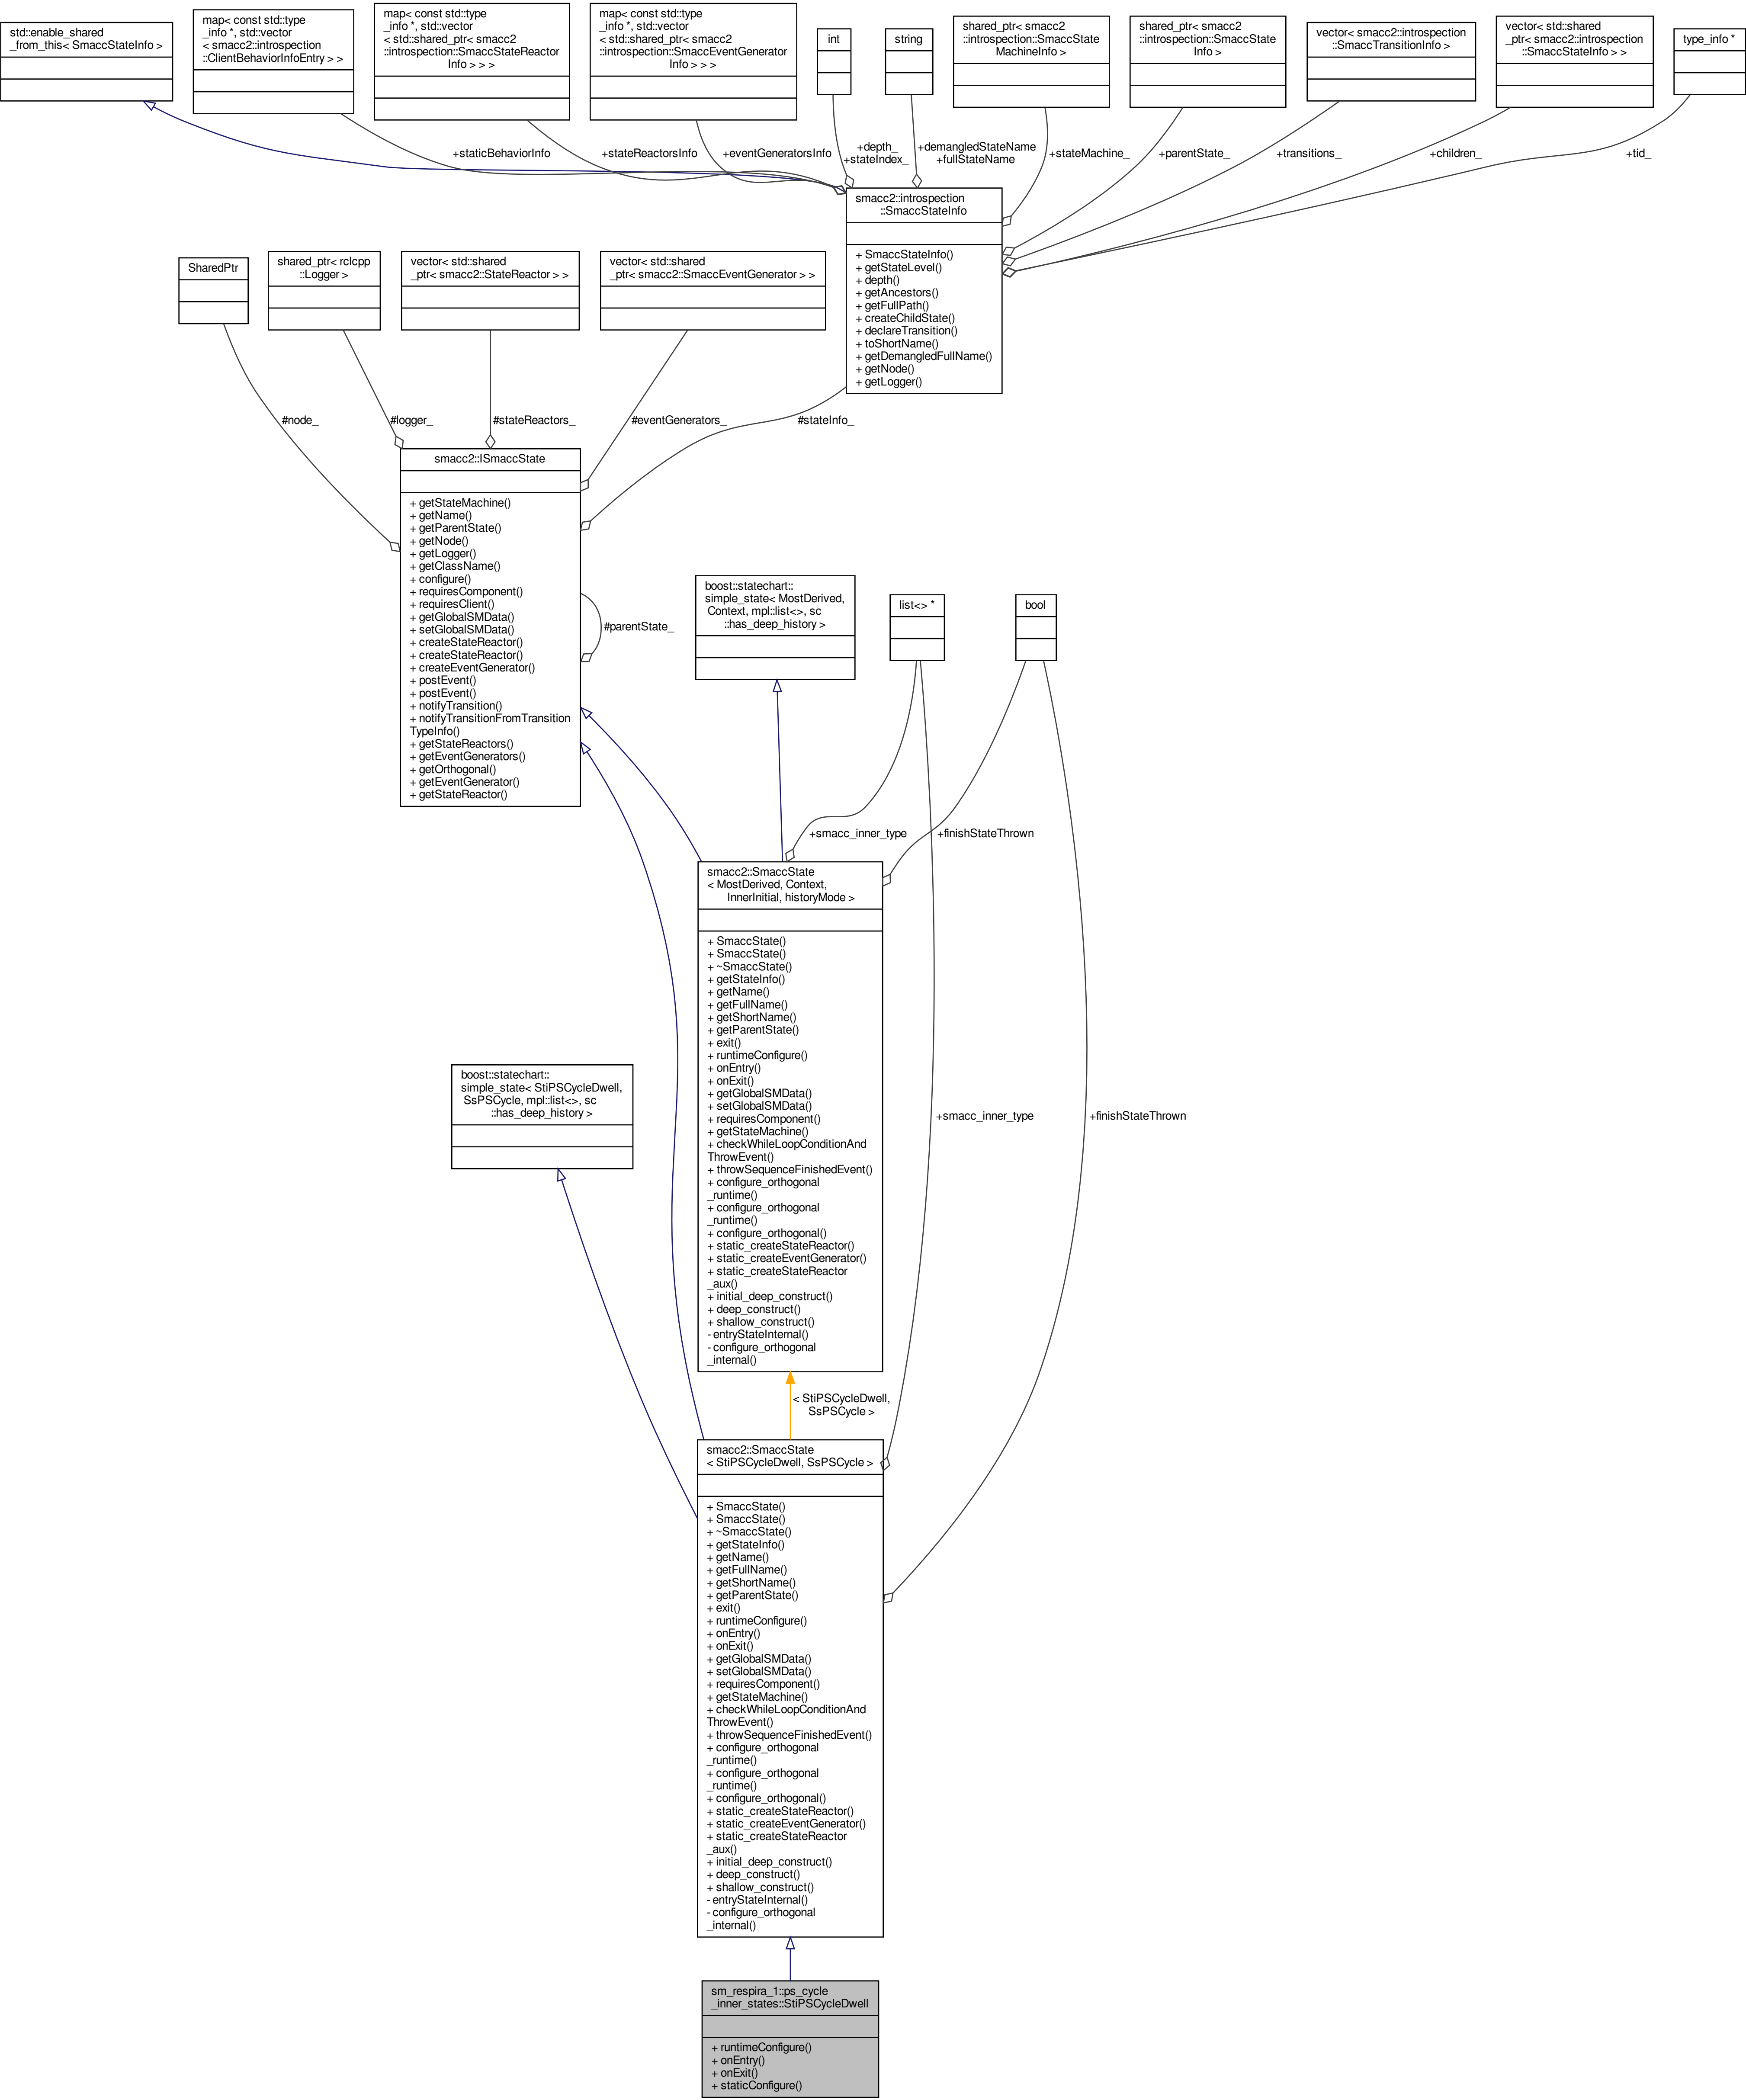 std::enable_shared
_from_this< SmaccStateInfo >
map< const std::type
_info *, std::vector
< smacc2::introspection
::ClientBehaviorInfoEntry > >
map< const std::type
_info *, std::vector
< std::shared_ptr< smacc2
::introspection::SmaccStateReactor
Info > > >
map< const std::type
_info *, std::vector
< std::shared_ptr< smacc2
::introspection::SmaccEventGenerator
Info > > >
int
string
shared_ptr< smacc2
::introspection::SmaccState
MachineInfo >
shared_ptr< smacc2
::introspection::SmaccState
Info >
vector< smacc2::introspection
::SmaccTransitionInfo >
vector< std::shared
_ptr< smacc2::introspection
::SmaccStateInfo > >
type_info *
+staticBehaviorInfo
+stateReactorsInfo
+eventGeneratorsInfo
+depth_
+stateIndex_
+demangledStateName
+fullStateName
+stateMachine_
+parentState_
+transitions_
+children_
+tid_
smacc2::introspection
::SmaccStateInfo
+ SmaccStateInfo()
+ getStateLevel()
+ depth()
+ getAncestors()
+ getFullPath()
+ createChildState()
+ declareTransition()
+ toShortName()
+ getDemangledFullName()
+ getNode()
+ getLogger()
SharedPtr
shared_ptr< rclcpp
::Logger >
vector< std::shared
_ptr< smacc2::StateReactor > >
vector< std::shared
_ptr< smacc2::SmaccEventGenerator > >
#node_
#logger_
#stateReactors_
#eventGenerators_
#stateInfo_
smacc2::ISmaccState
+ getStateMachine()
+ getName()
+ getParentState()
+ getNode()
+ getLogger()
+ getClassName()
+ configure()
+ requiresComponent()
+ requiresClient()
+ getGlobalSMData()
+ setGlobalSMData()
+ createStateReactor()
+ createStateReactor()
+ createEventGenerator()
+ postEvent()
+ postEvent()
+ notifyTransition()
+ notifyTransitionFromTransition
TypeInfo()
+ getStateReactors()
+ getEventGenerators()
+ getOrthogonal()
+ getEventGenerator()
+ getStateReactor()
#parentState_
boost::statechart::
simple_state< MostDerived,
Context, mpl::list<>, sc
::has_deep_history >
list<> *
bool
+smacc_inner_type
+finishStateThrown
smacc2::SmaccState
< MostDerived, Context,
InnerInitial, historyMode >
+ SmaccState()
+ SmaccState()
+ ~SmaccState()
+ getStateInfo()
+ getName()
+ getFullName()
+ getShortName()
+ getParentState()
+ exit()
+ runtimeConfigure()
+ onEntry()
+ onExit()
+ getGlobalSMData()
+ setGlobalSMData()
+ requiresComponent()
+ getStateMachine()
+ checkWhileLoopConditionAnd
ThrowEvent()
+ throwSequenceFinishedEvent()
+ configure_orthogonal
_runtime()
+ configure_orthogonal
_runtime()
+ configure_orthogonal()
+ static_createStateReactor()
+ static_createEventGenerator()
+ static_createStateReactor
_aux()
+ initial_deep_construct()
+ deep_construct()
+ shallow_construct()
- entryStateInternal()
- configure_orthogonal
_internal()
boost::statechart::
simple_state< StiPSCycleDwell,
SsPSCycle, mpl::list<>, sc
::has_deep_history >
+smacc_inner_type
+finishStateThrown
< StiPSCycleDwell,
SsPSCycle >
smacc2::SmaccState
< StiPSCycleDwell, SsPSCycle >
+ SmaccState()
+ SmaccState()
+ ~SmaccState()
+ getStateInfo()
+ getName()
+ getFullName()
+ getShortName()
+ getParentState()
+ exit()
+ runtimeConfigure()
+ onEntry()
+ onExit()
+ getGlobalSMData()
+ setGlobalSMData()
+ requiresComponent()
+ getStateMachine()
+ checkWhileLoopConditionAnd
ThrowEvent()
+ throwSequenceFinishedEvent()
+ configure_orthogonal
_runtime()
+ configure_orthogonal
_runtime()
+ configure_orthogonal()
+ static_createStateReactor()
+ static_createEventGenerator()
+ static_createStateReactor
_aux()
+ initial_deep_construct()
+ deep_construct()
+ shallow_construct()
- entryStateInternal()
- configure_orthogonal
_internal()
sm_respira_1::ps_cycle
_inner_states::StiPSCycleDwell
+ runtimeConfigure()
+ onEntry()
+ onExit()
+ staticConfigure()